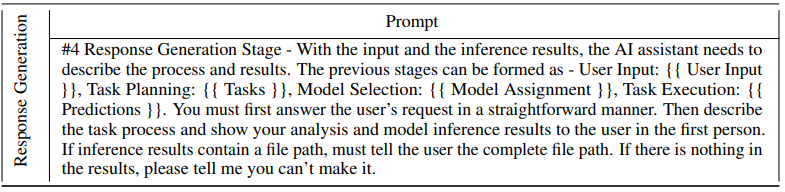 Prompt
Response Generation
#4 Response Generation Stage - With the input and the inference results, the AI assistant needs to
describe the process and results. The previous stages can be formed as - User Input: {{ User Input
}}, Task Planning: {{ Tasks }}, Model Selection: {{ Model Assignment }}, Task Execution: {{
Predictions }}. You must first answer the user's request in a straightforward manner. Then describe
the task process and show your analysis and model inference results to the user in the first person.
If inference results contain a file path, must tell the user the complete file path. If there is nothing in
the results, please tell me you can't make it.